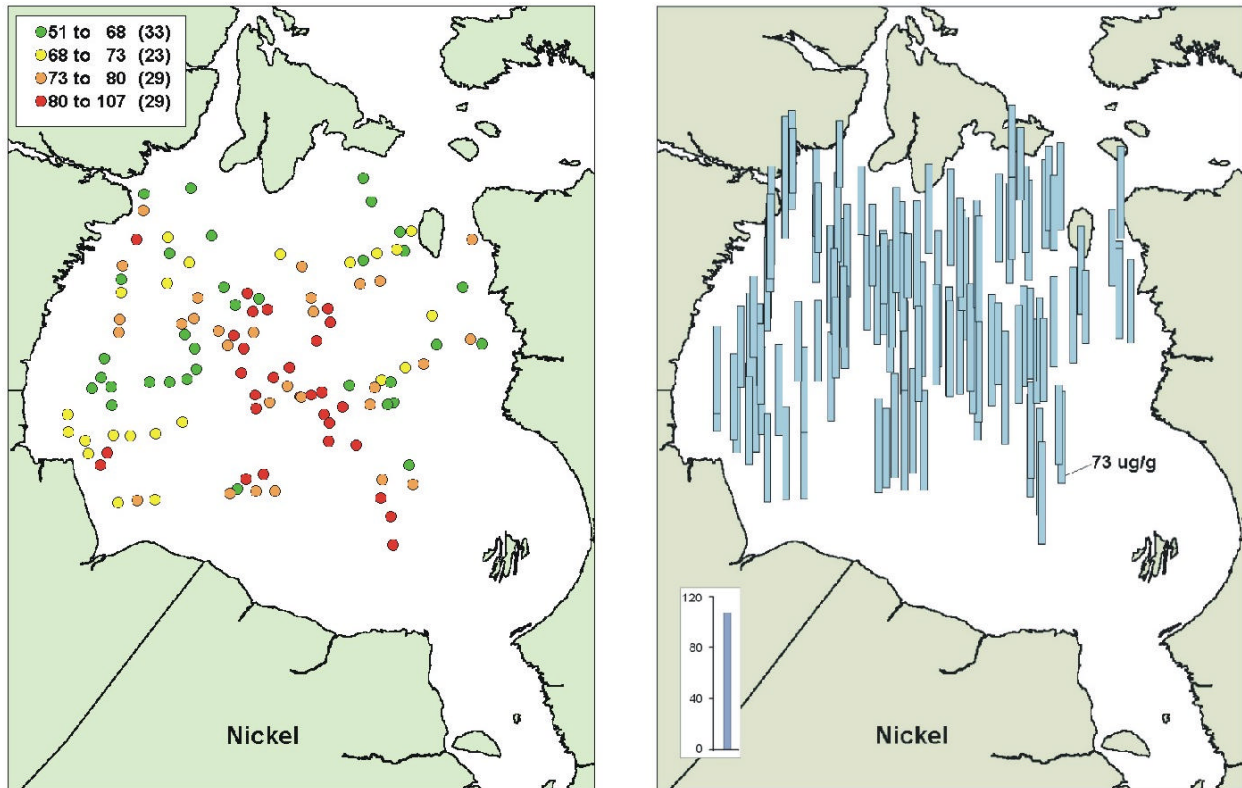 51 to 68 (33)
68 to 73 (23)
73 to 80 (29)
80 to 107 (29)
Nickel
73 ug/g
120
80
40
0
Nickel